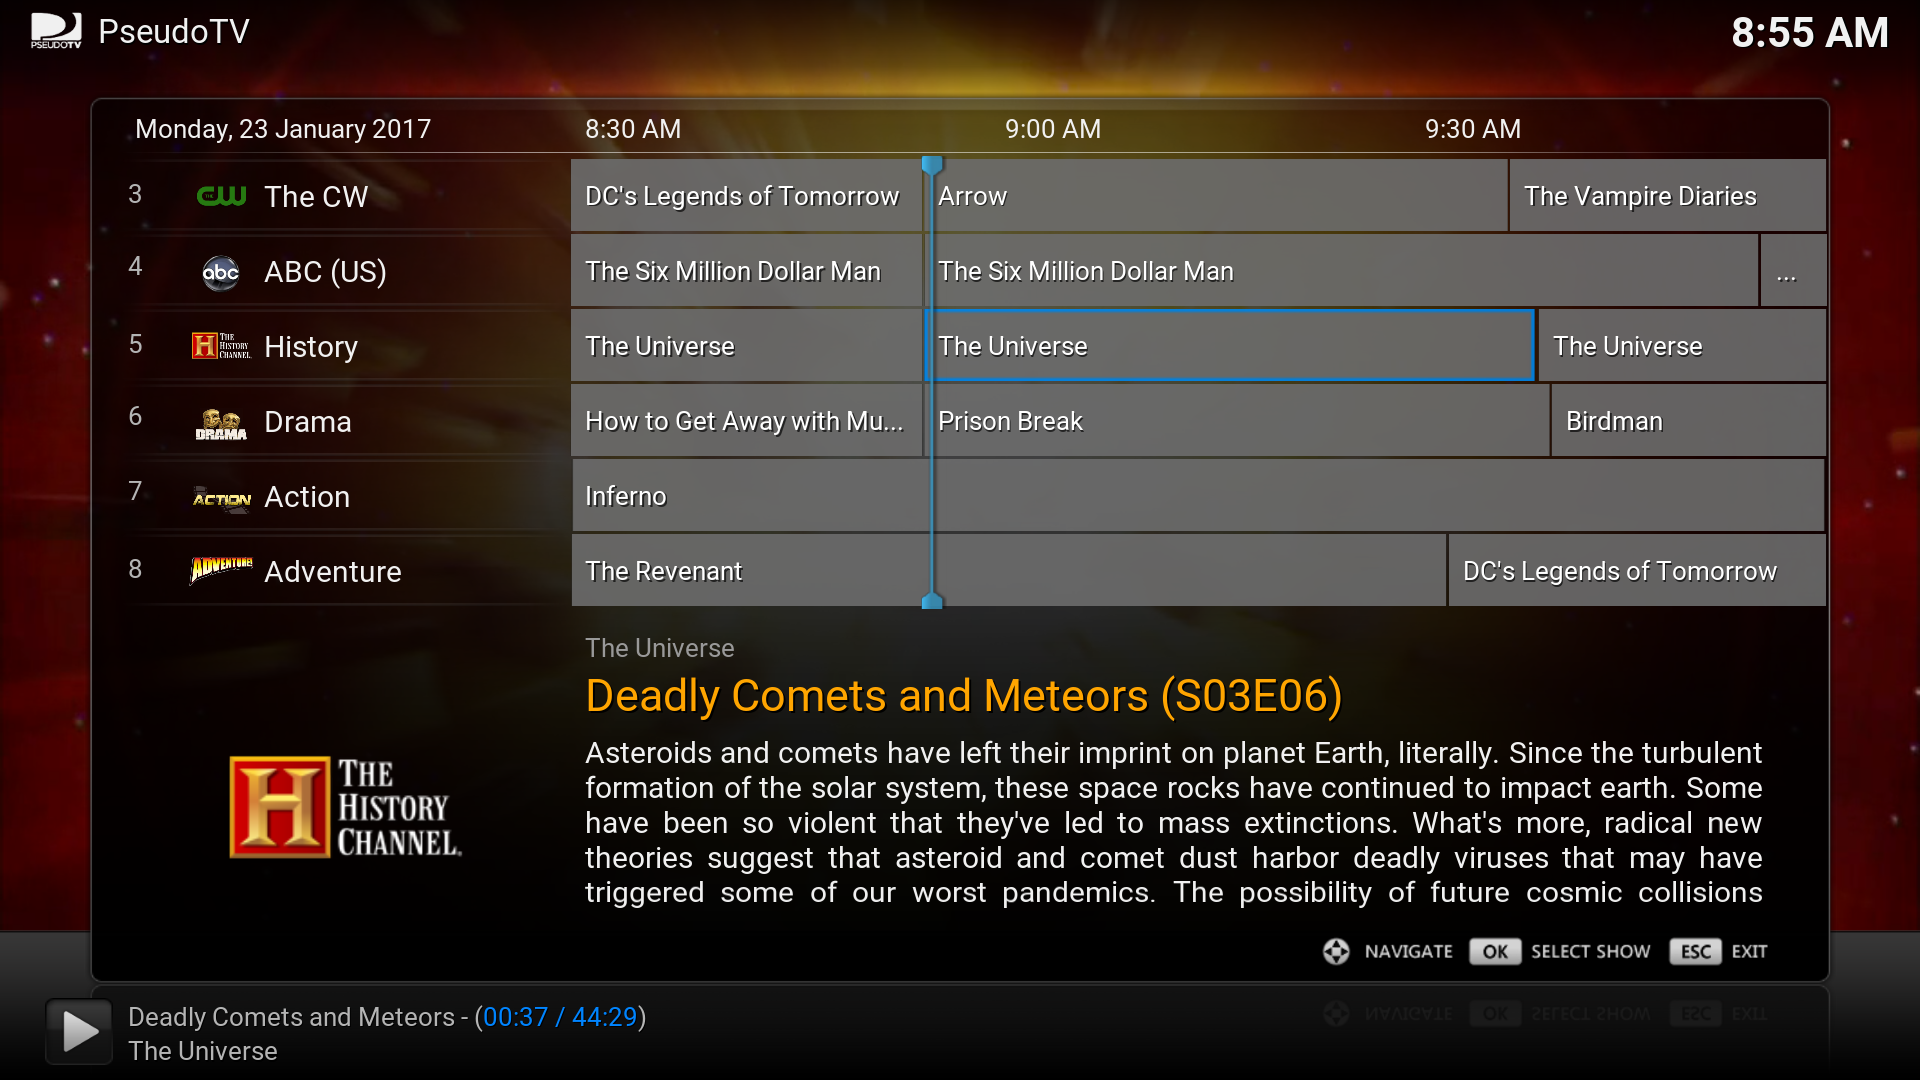 PSEUDOTV PseudoTV 8:55 AM
Monday, 23 January 2017 8:30 AM 9:00 AM 9:30 AM
3 CW The CW DC's Legends of Tomorrow Arrow The Vampire Diaries
4 abc ABC (US) The Six Million Dollar Man The Six Million Dollar Man ...
5 H THE HISTORY CHANNEL. History The Universe The Universe The Universe
6 DRAMA Drama How to Get Away with Mu... Prison Break Birdman
7 ACTION Action Inferno
8 ADVENTURE! Adventure The Revenant DC's Legends of Tomorrow
The Universe
Deadly Comets and Meteors (S03E06)
H THE HISTORY CHANNEL.
Asteroids and comets have left their imprint on planet Earth, literally. Since the turbulent
formation of the solar system, these space rocks have continued to impact earth. Some
have been so violent that they've led to mass extinctions. What's more, radical new
theories suggest that asteroid and comet dust harbor deadly viruses that may have
triggered some of our worst pandemics. The possibility of future cosmic collisions
NAVIGATE OK SELECT SHOW ESC EXIT
Deadly Comets and Meteors - (00:37 / 44:29)
The Universe